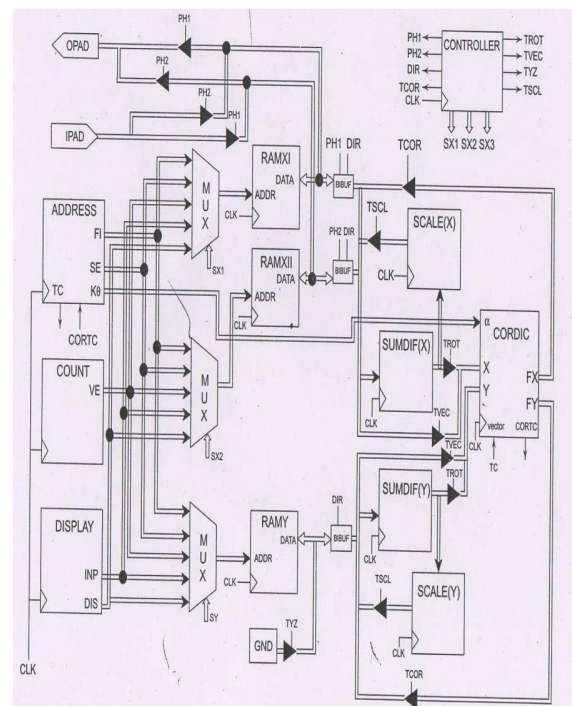 PH1
OPAD
PH2
PH2
IPAD
PH1
PH1
CONTROLLER
TROT
PH2
TVEC
DIR
TYZ
TCOR
TSCL
CLK
SX1 SX2 SX3
MUX
RAMXI
DATA
ADDR
CLK
PH1 DIR
BIBUF
TCOR
ADDRESS
FI
SE
Kθ
TC
CORTC
SX1
RAMXII
DATA
ADDR
CLK
PH2 DIR
BIBUF
TSCL
SCALE(X)
CLK
COUNT
VE
MUX
SX2
SUMDIF(X)
CLK
TROT
TVEC
TVEC
TROT
CORDIC
α
X
Y
FX
FY
CLK
vector
TC
CORTC
DISPLAY
INP
DIS
CLK
MUX
SY
RAMY
DATA
ADDR
CLK
DIR
BIBUF
GND
TYZ
SUMDIF(Y)
CLK
TSCL
SCALE(Y)
CLK
TCOR